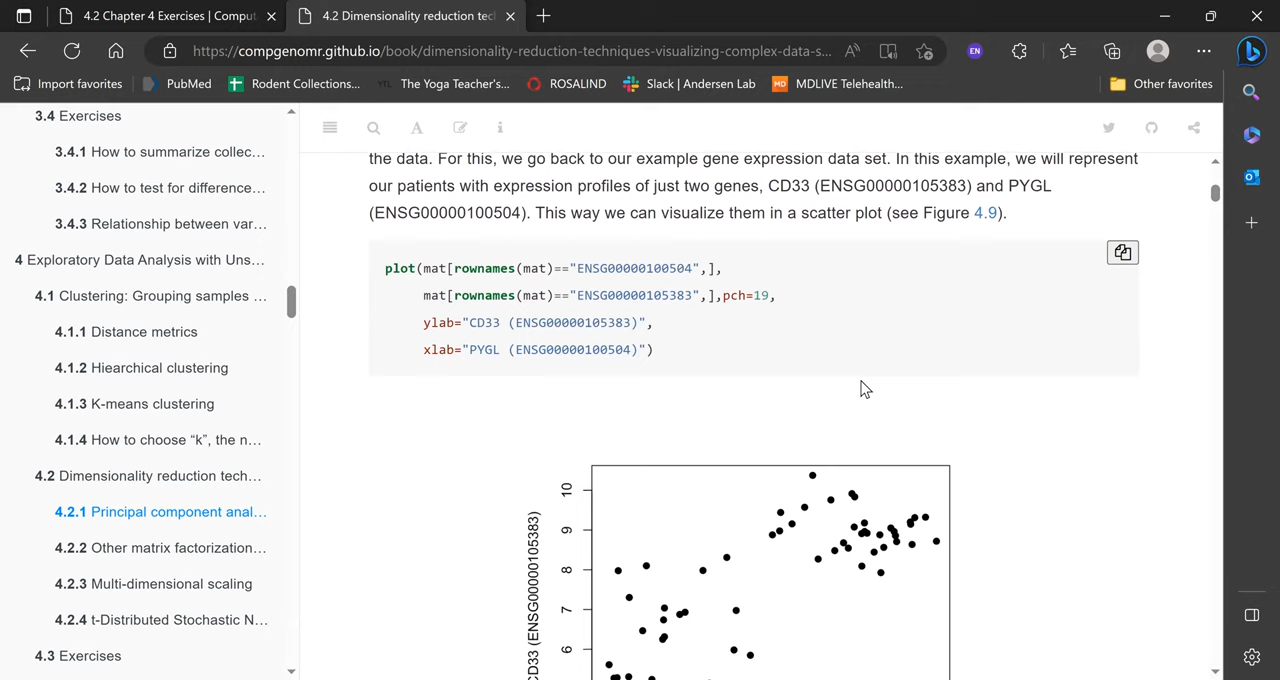 4.2 Chapter 4 Exercises | Comput
4.2 Dimensionality reduction tec
https://compgenomr.github.io/book/dimensionality-reduction-techniques-visualizing-complex-data-s...
EN
Import favorites
PubMed
Rodent Collections...
YTL The Yoga Teacher's...
ROSALIND
Slack | Andersen Lab
MD MDLIVE Telehealth...
Other favorites
3.4 Exercises
3.4.1 How to summarize collec...
3.4.2 How to test for difference...
3.4.3 Relationship between var...
4 Exploratory Data Analysis with Uns...
4.1 Clustering: Grouping samples ...
4.1.1 Distance metrics
4.1.2 Hiearchical clustering
4.1.3 K-means clustering
4.1.4 How to choose “k”, the n...
4.2 Dimensionality reduction tech...
4.2.1 Principal component anal...
4.2.2 Other matrix factorization...
4.2.3 Multi-dimensional scaling
4.2.4 t-Distributed Stochastic N...
4.3 Exercises
the data. For this, we go back to our example gene expression data set. In this example, we will represent
our patients with expression profiles of just two genes, CD33 (ENSG00000105383) and PYGL
(ENSG00000100504). This way we can visualize them in a scatter plot (see Figure 4.9).
plot(mat[rownames(mat)=="ENSG00000100504",],
mat[rownames(mat)=="ENSG00000105383",],pch=19,
ylab="CD33 (ENSG00000105383)",
xlab="PYGL (ENSG00000100504)")
CD33 (ENSG00000105383)
10
9
8
7
6